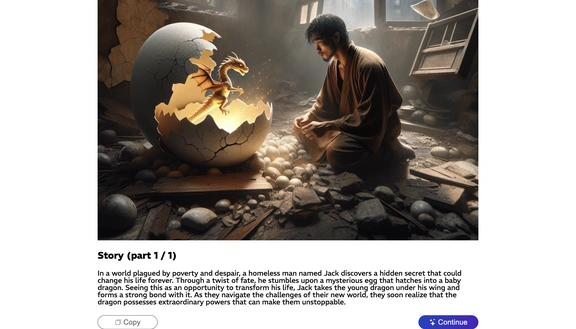 Story (part 1 / 1)
In a world plagued by poverty and despair, a homeless man named Jack discovers a hidden secret that could
change his life forever. Through a twist of fate, he stumbles upon a mysterious egg that hatches into a baby
dragon. Seeing this as an opportunity to transform his life, Jack takes the young dragon under his wing and
forms a strong bond with it. As they navigate the challenges of their new world, they soon realize that the
dragon possesses extraordinary powers that can make them unstoppable.
Copy
Continue